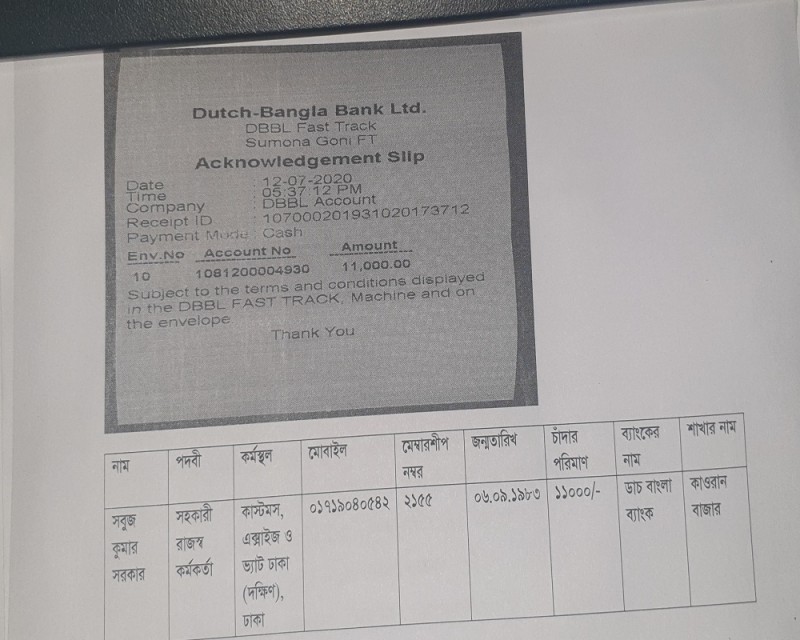 Dutch-Bangla Bank Ltd.
DBBL Fast Track
Sumona Goni FT
Acknowledgement Slip
Date : 12-07-2020
Time : 05:37:12 PM
Company : DBBL Account
Receipt ID : 107000201931020173712
Payment Mode : Cash
Env.No Account No Amount
10 1081200004930 11,000.00
Subject to the terms and conditions displayed
in the DBBL FAST TRACK, Machine and on
the envelope
Thank You
নাম পদবী কর্মস্থল মোবাইল মেম্বারশীপ নম্বর জন্মতারিখ চাঁদার পরিমাণ ব্যাংকের নাম শাখার নাম
সবুজ কুমার সরকার সহকারী রাজস্ব কর্মকর্তা কাস্টমস, এক্সাইজ ও ভ্যাট ঢাকা (দক্ষিণ), ঢাকা ০১৭১৯০৪০৫৪২ ২১৫৫ ০৬.০৯.১৯৮৩ ১১০০০/- ডাচ বাংলা ব্যাংক কাওরান বাজার